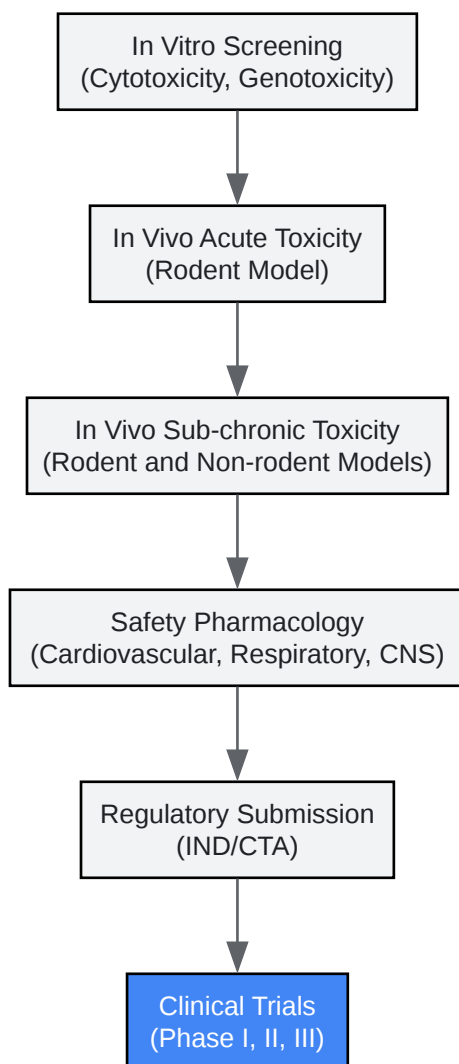 In Vitro Screening
(Cytotoxicity, Genotoxicity)
In Vivo Acute Toxicity
(Rodent Model)
In Vivo Sub-chronic Toxicity
(Rodent and Non-rodent Models)
Safety Pharmacology
(Cardiovascular, Respiratory, CNS)
Regulatory Submission
(IND/CTA)
Clinical Trials
(Phase I, II, III)